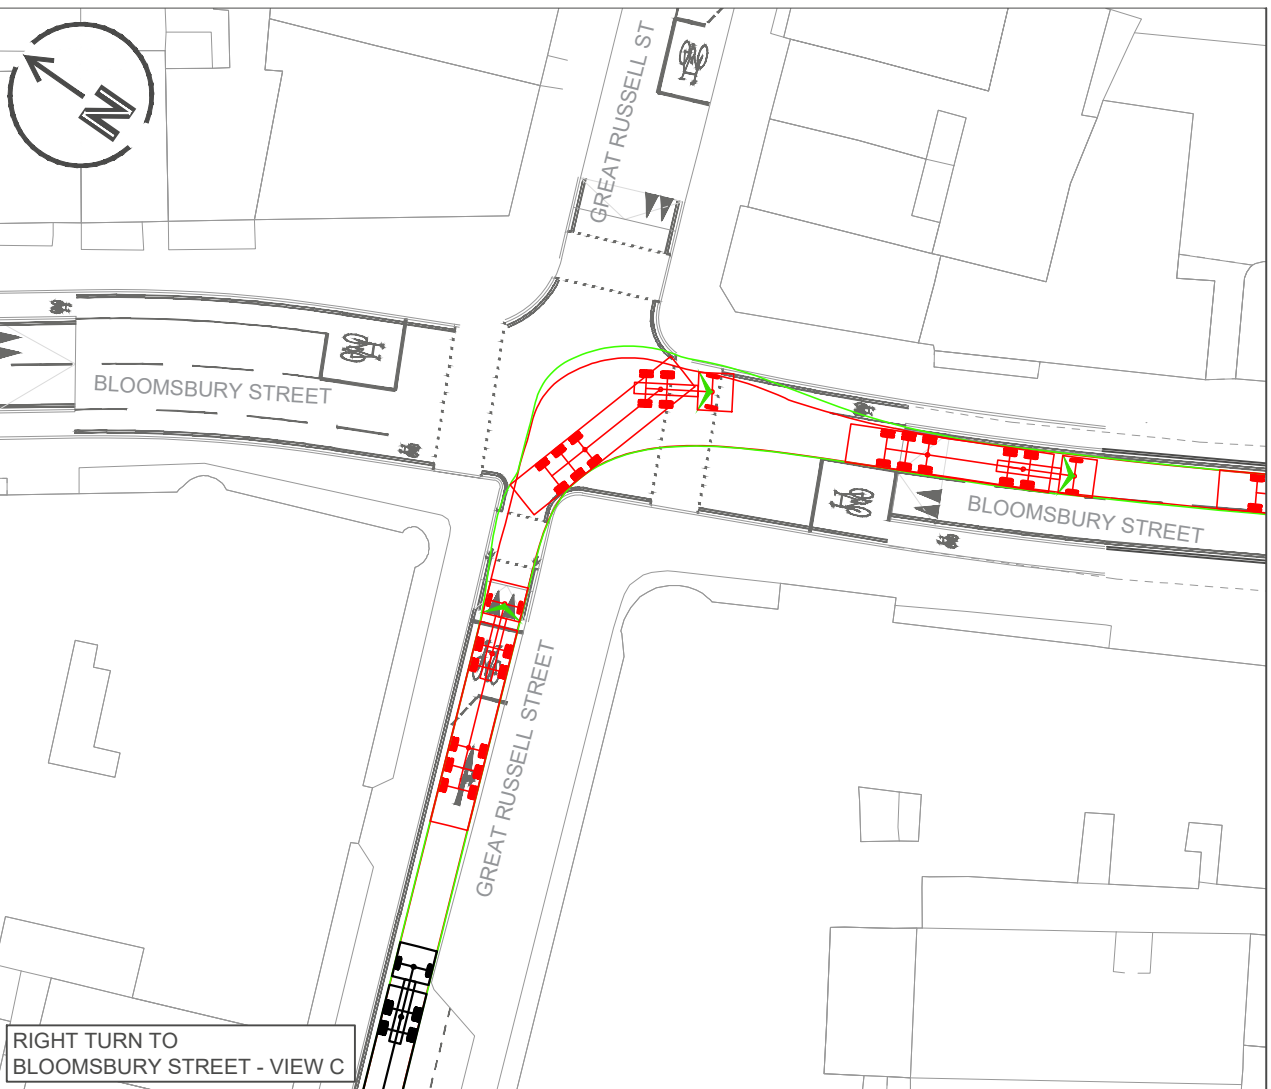 N
GREAT RUSSELL ST
BLOOMSBURY STREET
BLOOMSBURY STREET
GREAT RUSSELL STREET
RIGHT TURN TO
BLOOMSBURY STREET - VIEW C